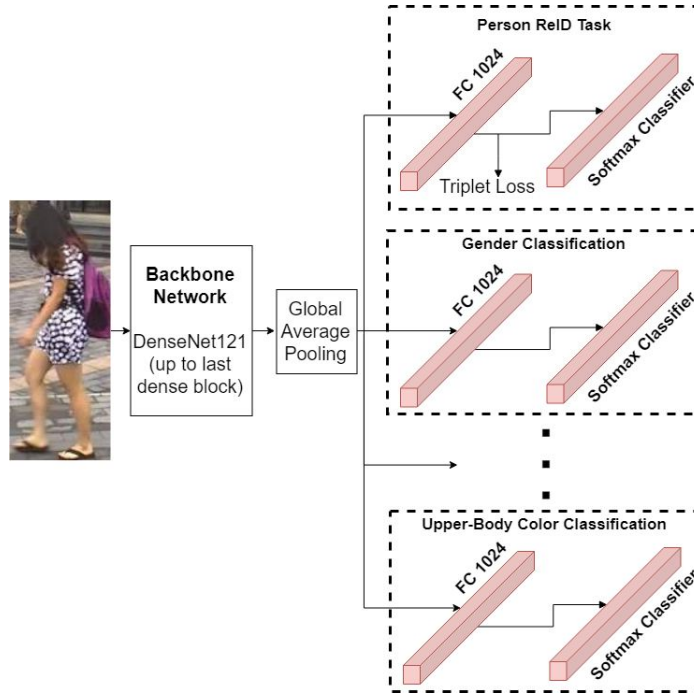 Person ReID Task
FC 1024
Softmax Classifier
Triplet Loss
Backbone
Network
DenseNet121
(up to last
dense block)
Global
Average
Pooling
Gender Classification
FC 1024
Softmax Classifier
Upper-Body Color Classification
FC 1024
Softmax Classifier